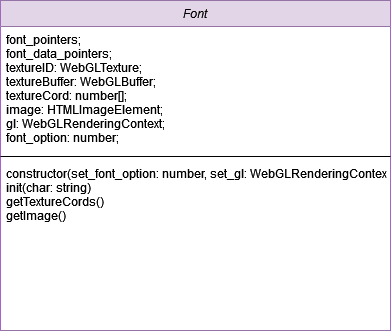 Font
font_pointers;
font_data_pointers;
textureID: WebGLTexture;
textureBuffer: WebGLBuffer;
textureCord: number[];
image: HTMLImageElement;
gl: WebGLRenderingContext;
font_option: number;
constructor(set_font_option: number, set_gl: WebGLRenderingContex
init(char: string)
getTextureCords()
getImage()